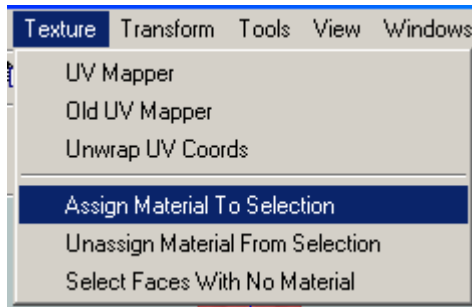 Texture Transform Tools View Windows
UV Mapper
Old UV Mapper
Unwrap UV Coords
Assign Material To Selection
Unassign Material From Selection
Select Faces With No Material